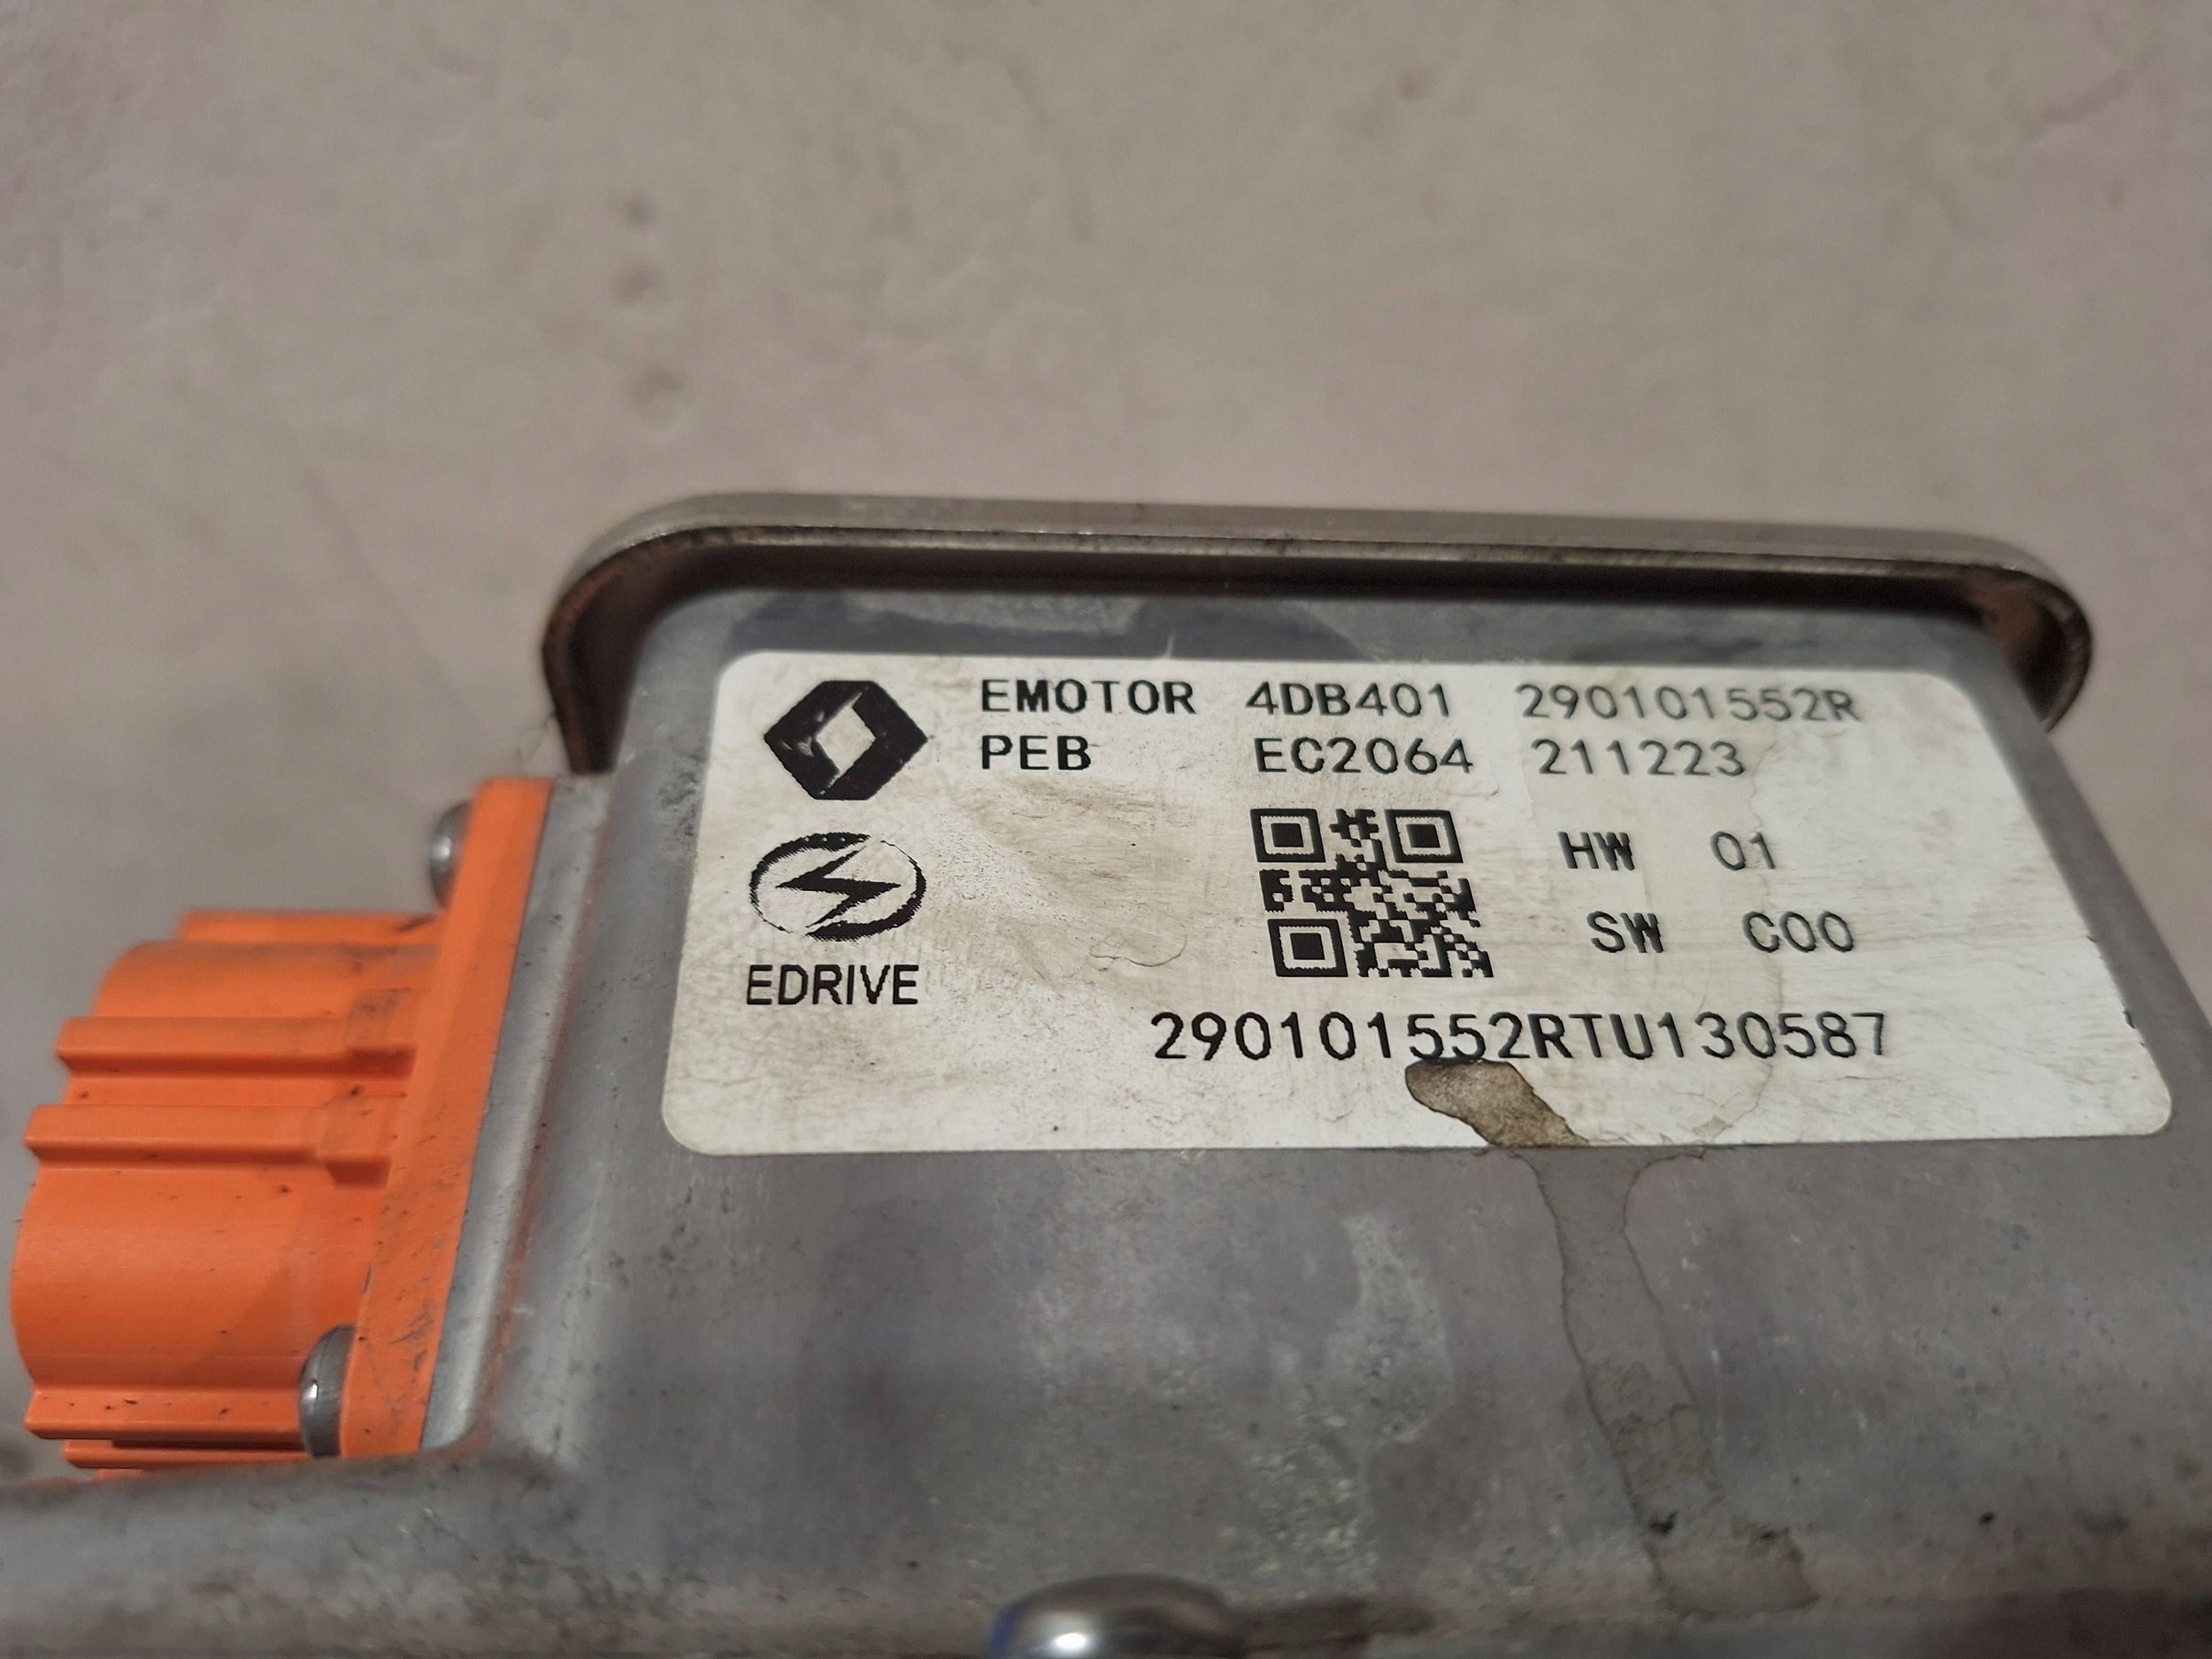 EMOTOR 4DB401 290101552R
PEB EC2064 211223
HW 01
SW C00
EDRIVE
290101552RTU130587